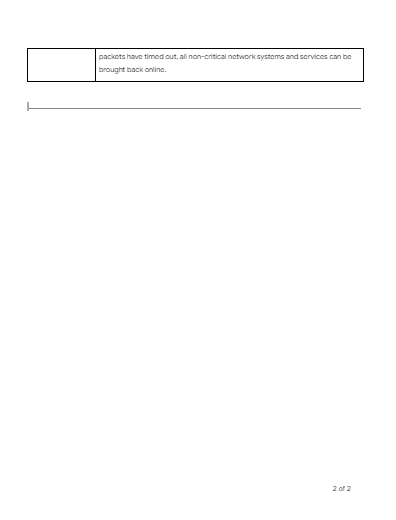 packets have timed out, all non-critical network systems and services can be
brought back online.
2 of 2